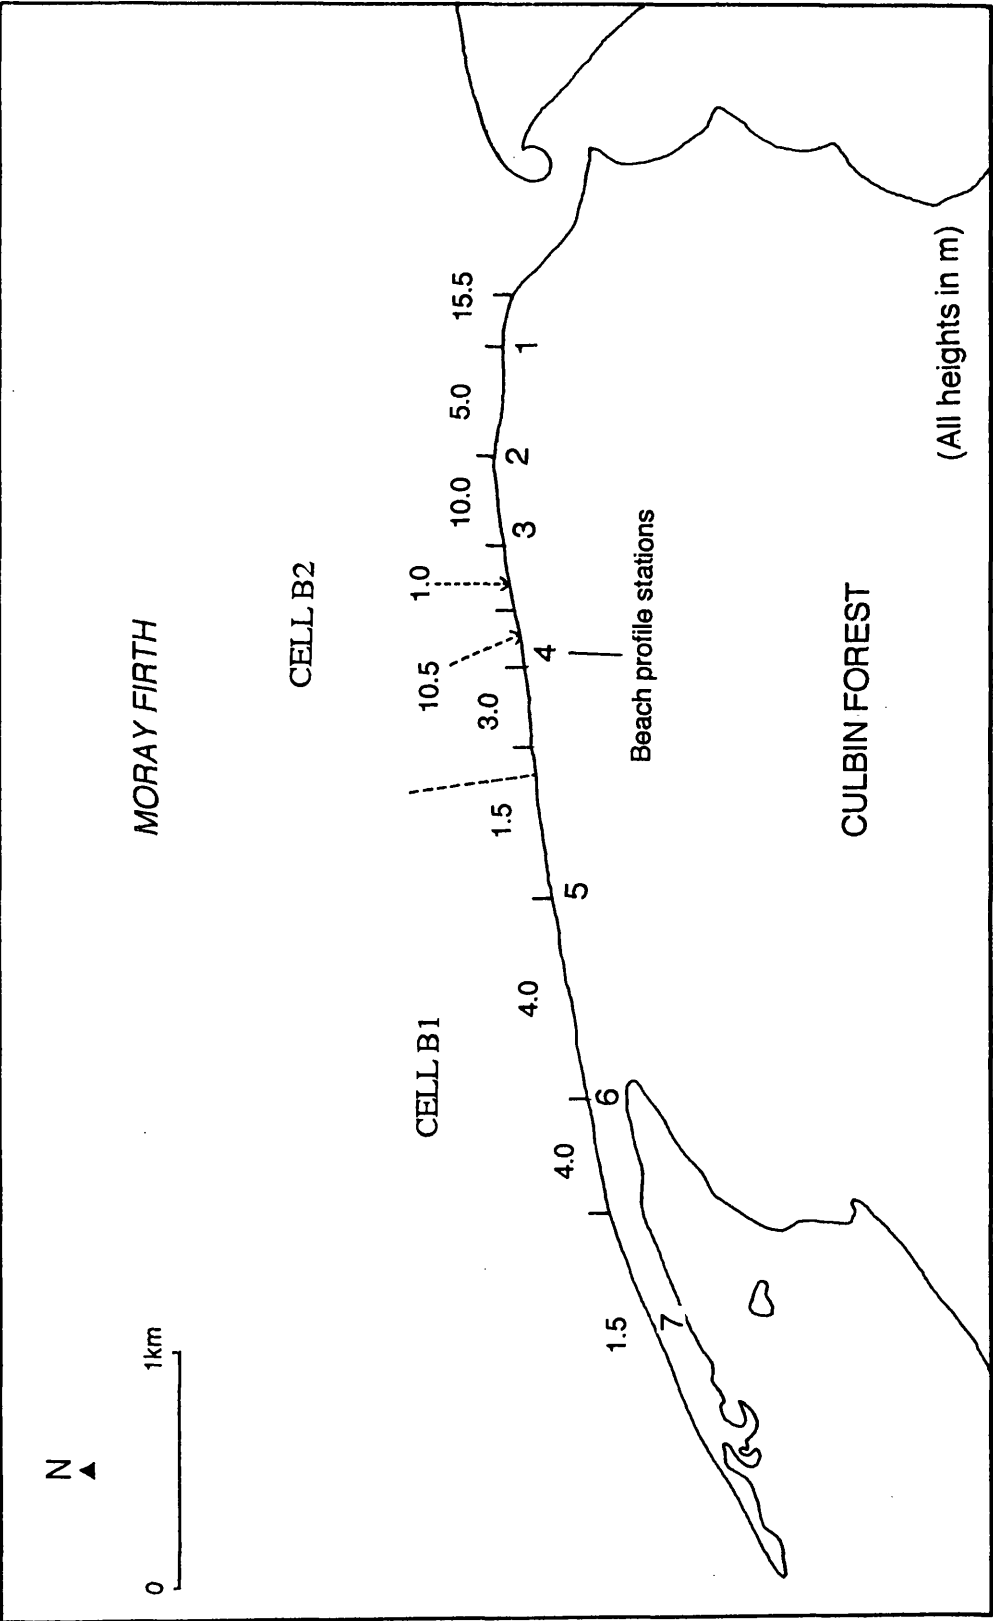 N
0
1km
MORAY FIRTH
CELL B1
CELL B2
1.5
4.0
4.0
1.5
3.0
10.5
1.0
10.0
5.0
15.5
7
6
5
4
3
2
1
Beach profile stations
CULBIN FOREST
(All heights in m)